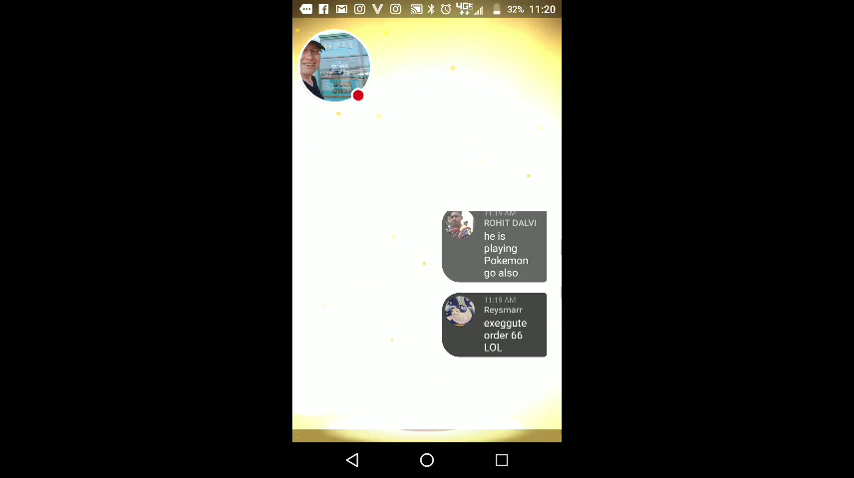 4GE
32% 11:20
11:19 AM
ROHIT DALVI
he is
playing
Pokemon
go also
11:19 AM
Reysmarr
exeggute
order 66
LOL